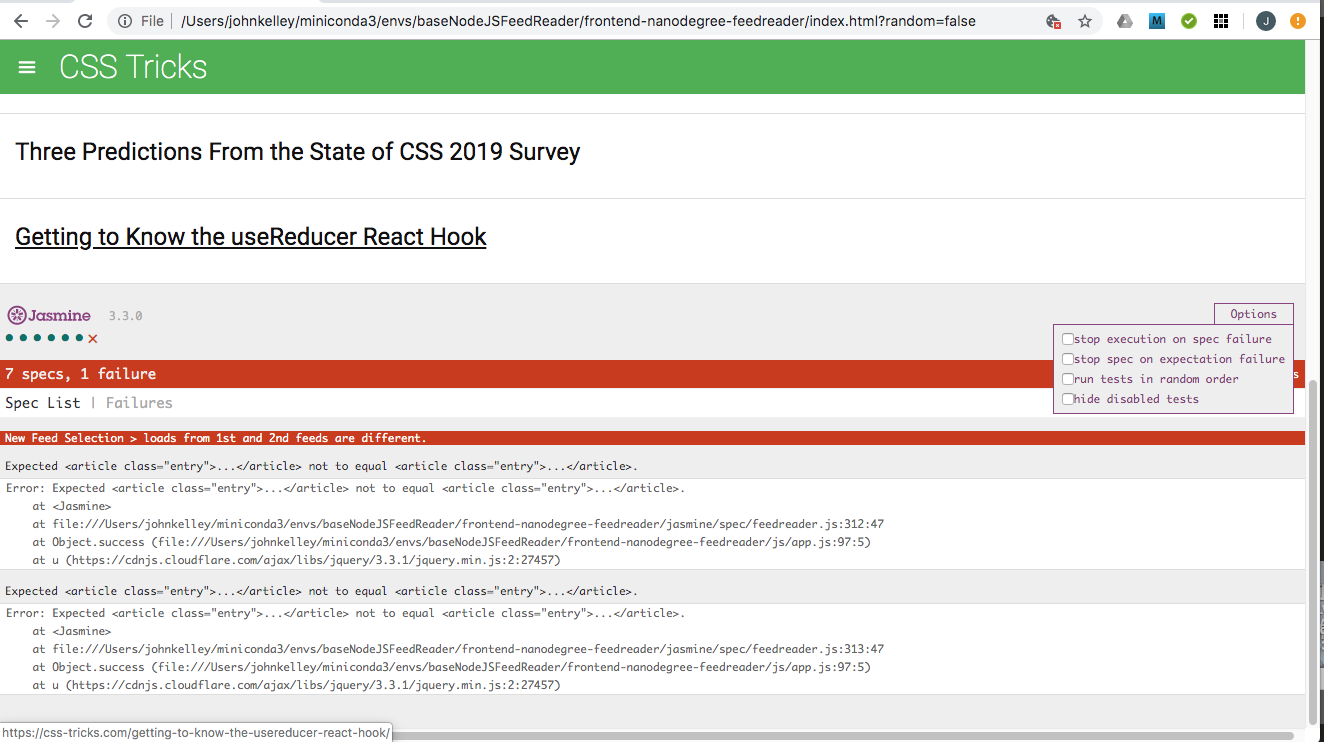 File | /Users/johnkelley/miniconda3/envs/baseNodeJSFeedReader/frontend-nanodegree-feedreader/index.html?random=false
M
J
CSS Tricks
Three Predictions From the State of CSS 2019 Survey
Getting to Know the useReducer React Hook
Jasmine 3.3.0
Options
stop execution on spec failure
stop spec on expectation failure
run tests in random order
hide disabled tests
7 specs, 1 failure
s
Spec List | Failures
New Feed Selection > loads from 1st and 2nd feeds are different.
Expected <article class="entry">...</article> not to equal <article class="entry">...</article>.
Error: Expected <article class="entry">...</article> not to equal <article class="entry">...</article>.
at <Jasmine>
at file:///Users/johnkelley/miniconda3/envs/baseNodeJSFeedReader/frontend-nanodegree-feedreader/jasmine/spec/feedreader.js:312:47
at Object.success (file:///Users/johnkelley/miniconda3/envs/baseNodeJSFeedReader/frontend-nanodegree-feedreader/js/app.js:97:5)
at u (https://cdnjs.cloudflare.com/ajax/libs/jquery/3.3.1/jquery.min.js:2:27457)
Expected <article class="entry">...</article> not to equal <article class="entry">...</article>.
Error: Expected <article class="entry">...</article> not to equal <article class="entry">...</article>.
at <Jasmine>
at file:///Users/johnkelley/miniconda3/envs/baseNodeJSFeedReader/frontend-nanodegree-feedreader/jasmine/spec/feedreader.js:313:47
at Object.success (file:///Users/johnkelley/miniconda3/envs/baseNodeJSFeedReader/frontend-nanodegree-feedreader/js/app.js:97:5)
at u (https://cdnjs.cloudflare.com/ajax/libs/jquery/3.3.1/jquery.min.js:2:27457)
https://css-tricks.com/getting-to-know-the-usereducer-react-hook/